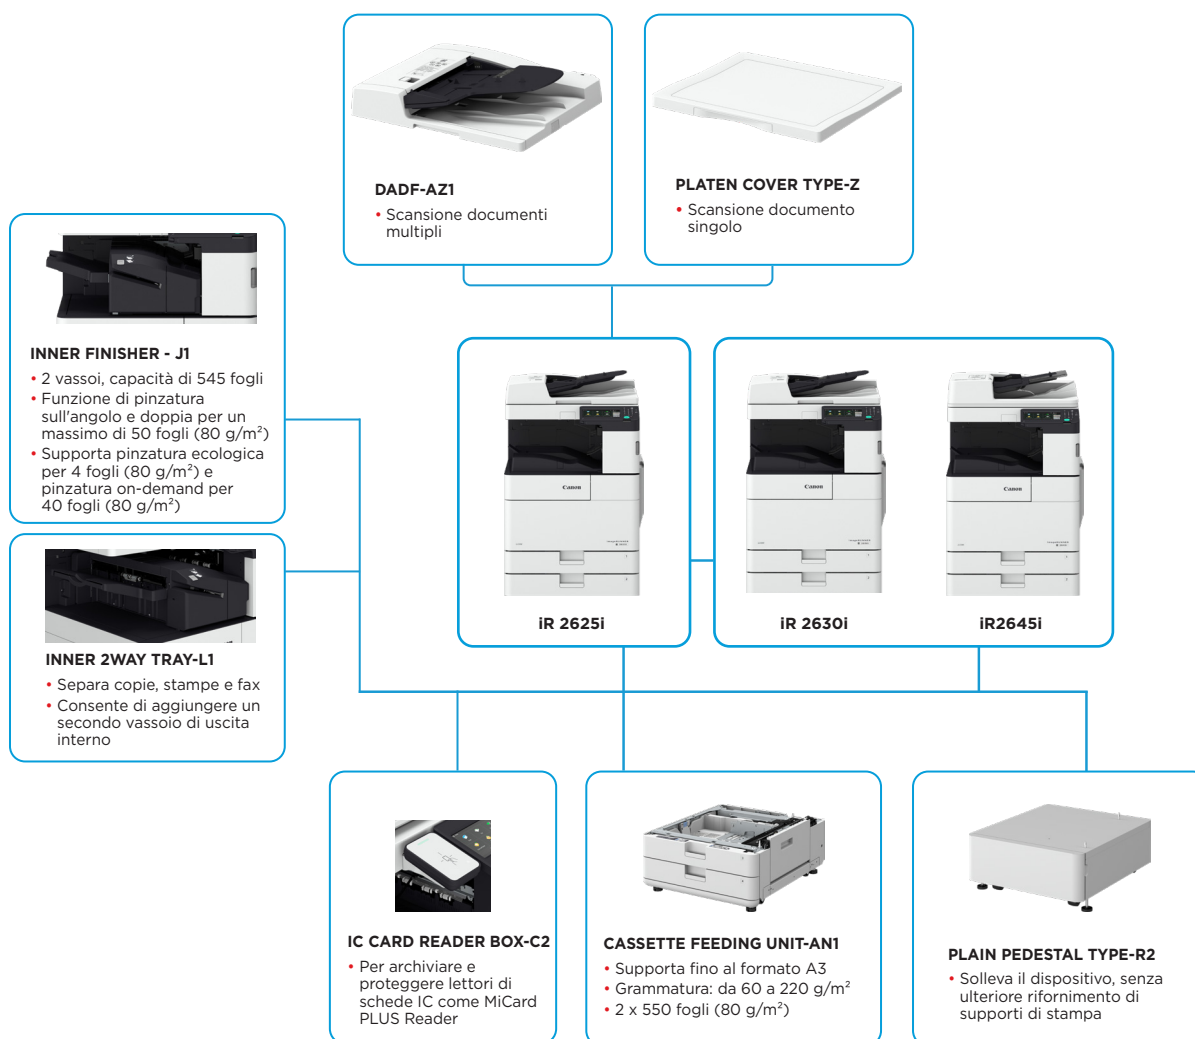 DADF-AZ1
• Scansione documenti
multipli
PLATEN COVER TYPE-Z
• Scansione documento
singolo
INNER FINISHER - J1
• 2 vassoi, capacità di 545 fogli
• Funzione di pinzatura
sull'angolo e doppia per un
massimo di 50 fogli (80 g/m²)
• Supporta pinzatura ecologica
per 4 fogli (80 g/m²) e
pinzatura on-demand per
40 fogli (80 g/m²)
Canon
iR 2625i
Canon
iR 2630i
Canon
iR2645i
INNER 2WAY TRAY-L1
• Separa copie, stampe e fax
• Consente di aggiungere un
secondo vassoio di uscita
interno
IC CARD READER BOX-C2
• Per archiviare e
proteggere lettori di
schede IC come MiCard
PLUS Reader
CASSETTE FEEDING UNIT-AN1
• Supporta fino al formato A3
• Grammatura: da 60 a 220 g/m²
• 2 x 550 fogli (80 g/m²)
PLAIN PEDESTAL TYPE-R2
• Solleva il dispositivo, senza
ulteriore rifornimento di
supporti di stampa